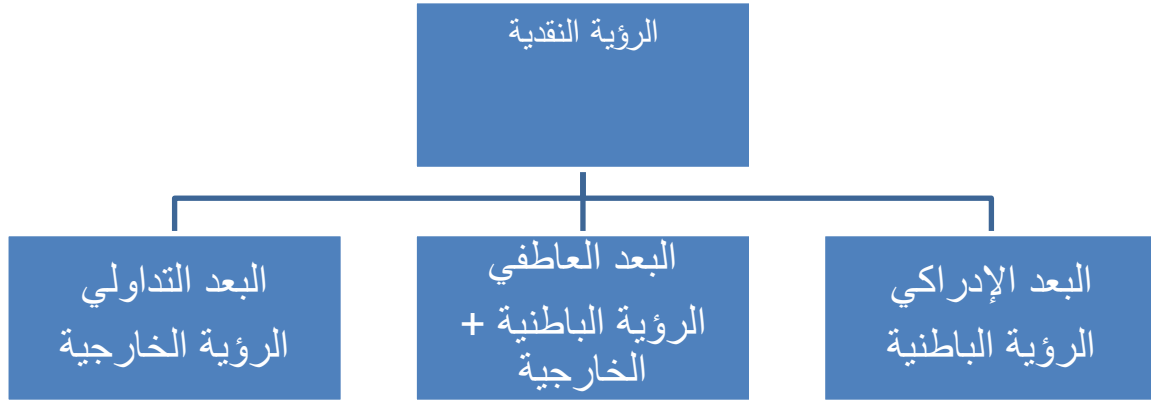 الرؤية النقدية
البعد الإدراكي
الرؤية الباطنية
البعد العاطفي
الرؤية الباطنية +
الخارجية
البعد التداولي
الرؤية الخارجية